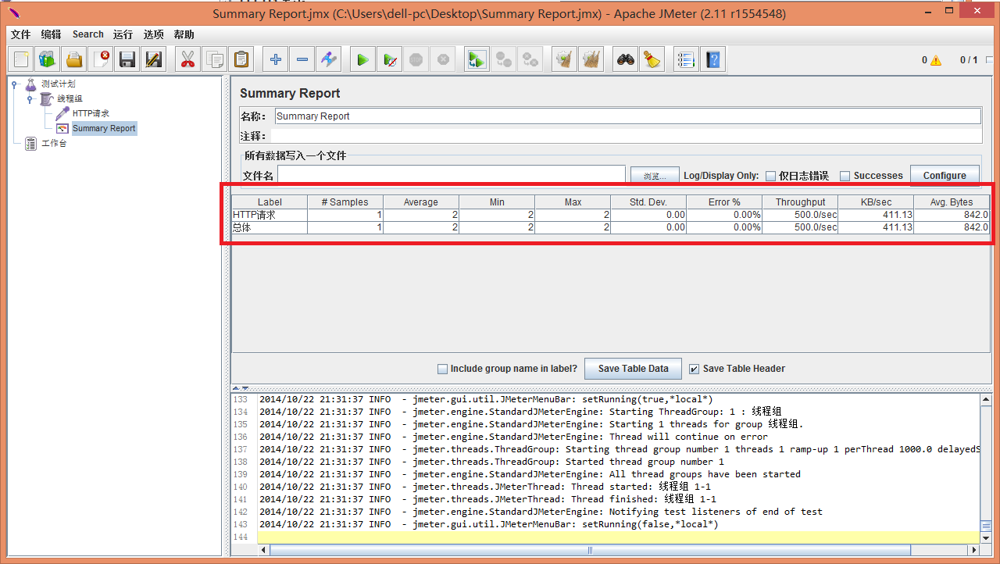 Summary Report.jmx (C:\Users\dell-pc\Desktop\Summary Report.jmx) - Apache JMeter (2.11 r1554548)
文件 编辑 Search 运行 选项 帮助
0 0 / 1
测试计划
线程组
HTTP请求
Summary Report
工作台
Summary Report
名称： Summary Report
注释：
所有数据写入一个文件
文件名 浏览... Log/Display Only: 仅日志错误 Successes Configure
Label # Samples Average Min Max Std. Dev. Error % Throughput KB/sec Avg. Bytes
HTTP请求 1 2 2 2 0.00 0.00% 500.0/sec 411.13 842.0
总体 1 2 2 2 0.00 0.00% 500.0/sec 411.13 842.0
Include group name in label? Save Table Data Save Table Header
133 2014/10/22 21:31:37 INFO - jmeter.gui.util.JMeterMenuBar: setRunning(true,*local*)
134 2014/10/22 21:31:37 INFO - jmeter.engine.StandardJMeterEngine: Starting ThreadGroup: 1 : 线程组
135 2014/10/22 21:31:37 INFO - jmeter.engine.StandardJMeterEngine: Starting 1 threads for group 线程组.
136 2014/10/22 21:31:37 INFO - jmeter.engine.StandardJMeterEngine: Thread will continue on error
137 2014/10/22 21:31:37 INFO - jmeter.threads.ThreadGroup: Starting thread group number 1 threads 1 ramp-up 1 perThread 1000.0 delayedS
138 2014/10/22 21:31:37 INFO - jmeter.threads.ThreadGroup: Started thread group number 1
139 2014/10/22 21:31:37 INFO - jmeter.engine.StandardJMeterEngine: All thread groups have been started
140 2014/10/22 21:31:37 INFO - jmeter.threads.JMeterThread: Thread started: 线程组 1-1
141 2014/10/22 21:31:37 INFO - jmeter.threads.JMeterThread: Thread finished: 线程组 1-1
142 2014/10/22 21:31:37 INFO - jmeter.engine.StandardJMeterEngine: Notifying test listeners of end of test
143 2014/10/22 21:31:37 INFO - jmeter.gui.util.JMeterMenuBar: setRunning(false,*local*)
144